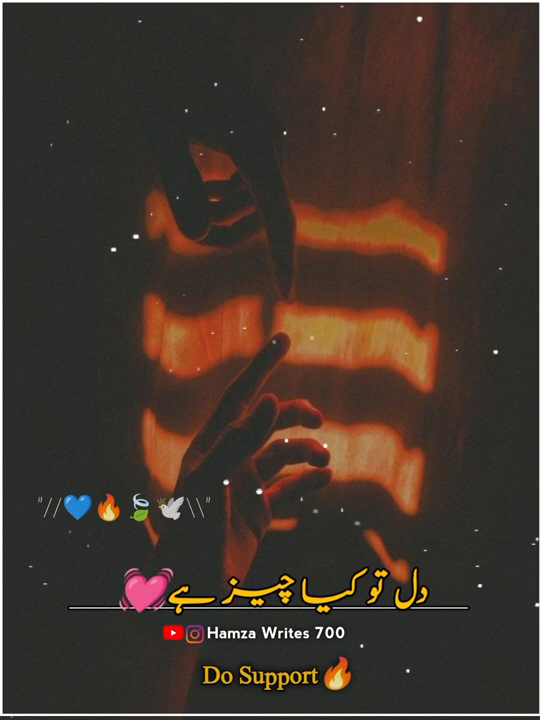 "//💙🔥🍃🕊️\\"
دل تو کیا چیز ہے💓
Hamza Writes 700
Do Support🔥